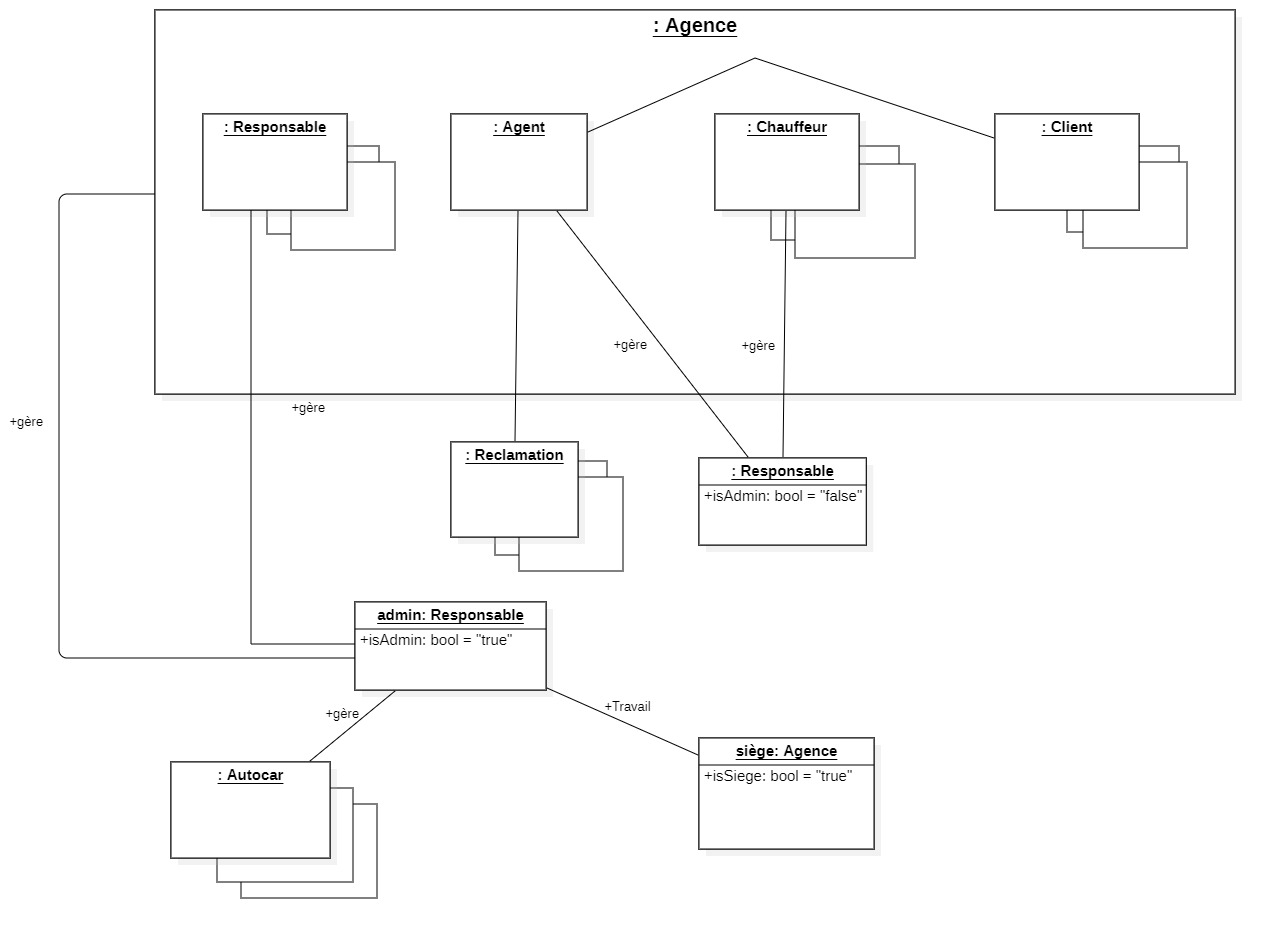 : Agence
: Responsable
: Agent
: Chauffeur
: Client
+gère
+gère
+gère
+gère
: Reclamation
: Responsable
+isAdmin: bool = "false"
admin: Responsable
+isAdmin: bool = "true"
+gère
+Travail
siège: Agence
+isSiege: bool = "true"
: Autocar